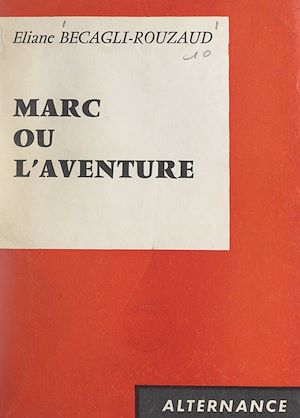 Eliane BECAGLI-ROUZAUD
10
MARC
OU
L'AVENTURE
ALTERNANCE